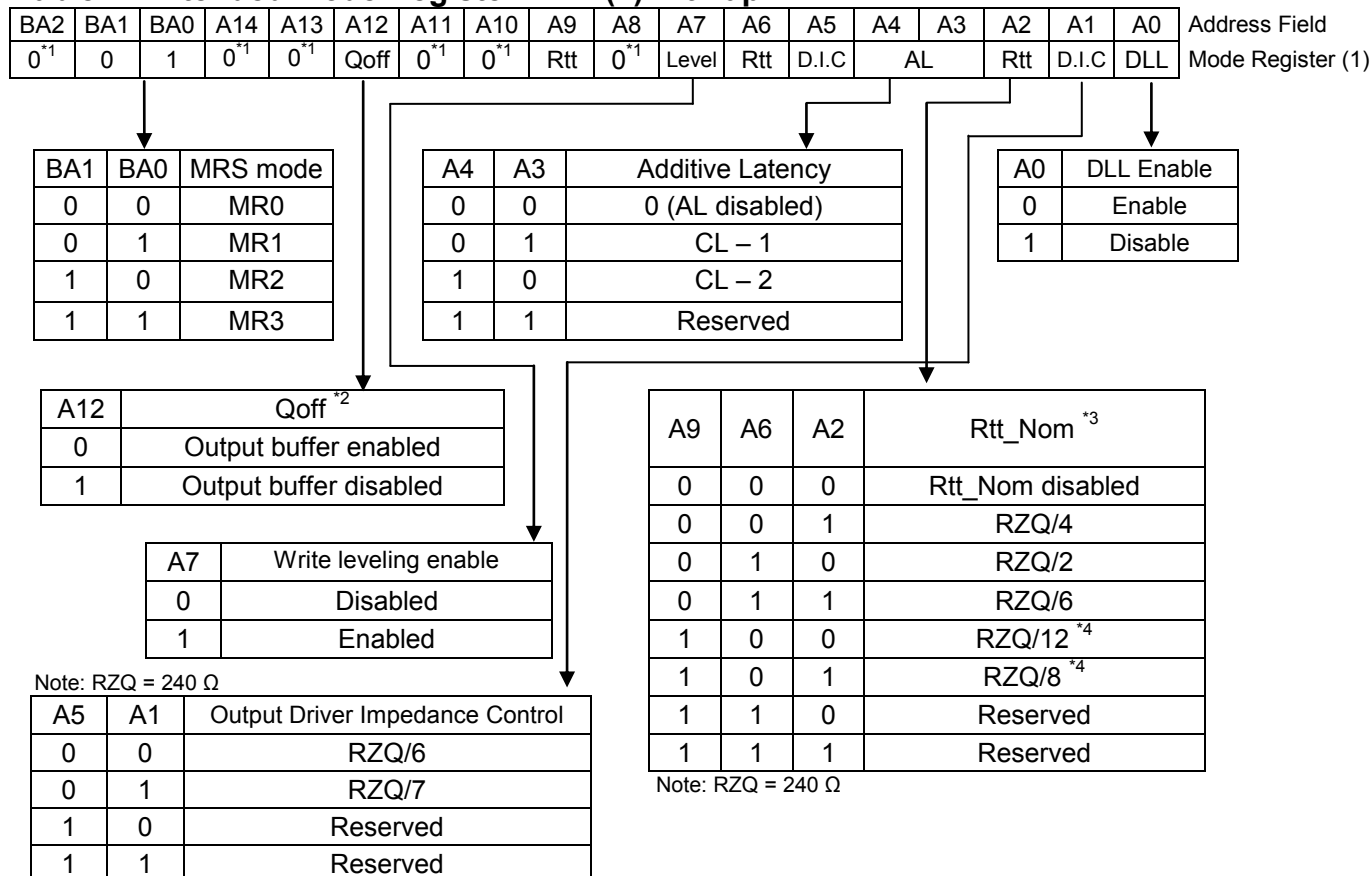 BA2 BA1 BA0 A14 A13 A12 A11 A10 A9 A8 A7 A6 A5 A4 A3 A2 A1 A0 Address Field
0*1 0 1 0*1 0*1 Qoff 0*1 0*1 Rtt 0*1 Level Rtt D.I.C AL Rtt D.I.C DLL Mode Register (1)
BA1 BA0 MRS mode
0 0 MR0
0 1 MR1
1 0 MR2
1 1 MR3
A4 A3 Additive Latency
0 0 0 (AL disabled)
0 1 CL – 1
1 0 CL – 2
1 1 Reserved
A0 DLL Enable
0 Enable
1 Disable
A12 Qoff *2
0 Output buffer enabled
1 Output buffer disabled
A7 Write leveling enable
0 Disabled
1 Enabled
A9 A6 A2 Rtt_Nom *3
0 0 0 Rtt_Nom disabled
0 0 1 RZQ/4
0 1 0 RZQ/2
0 1 1 RZQ/6
1 0 0 RZQ/12 *4
1 0 1 RZQ/8 *4
1 1 0 Reserved
1 1 1 Reserved
Note: RZQ = 240 Ω
Note: RZQ = 240 Ω
A5 A1 Output Driver Impedance Control
0 0 RZQ/6
0 1 RZQ/7
1 0 Reserved
1 1 Reserved